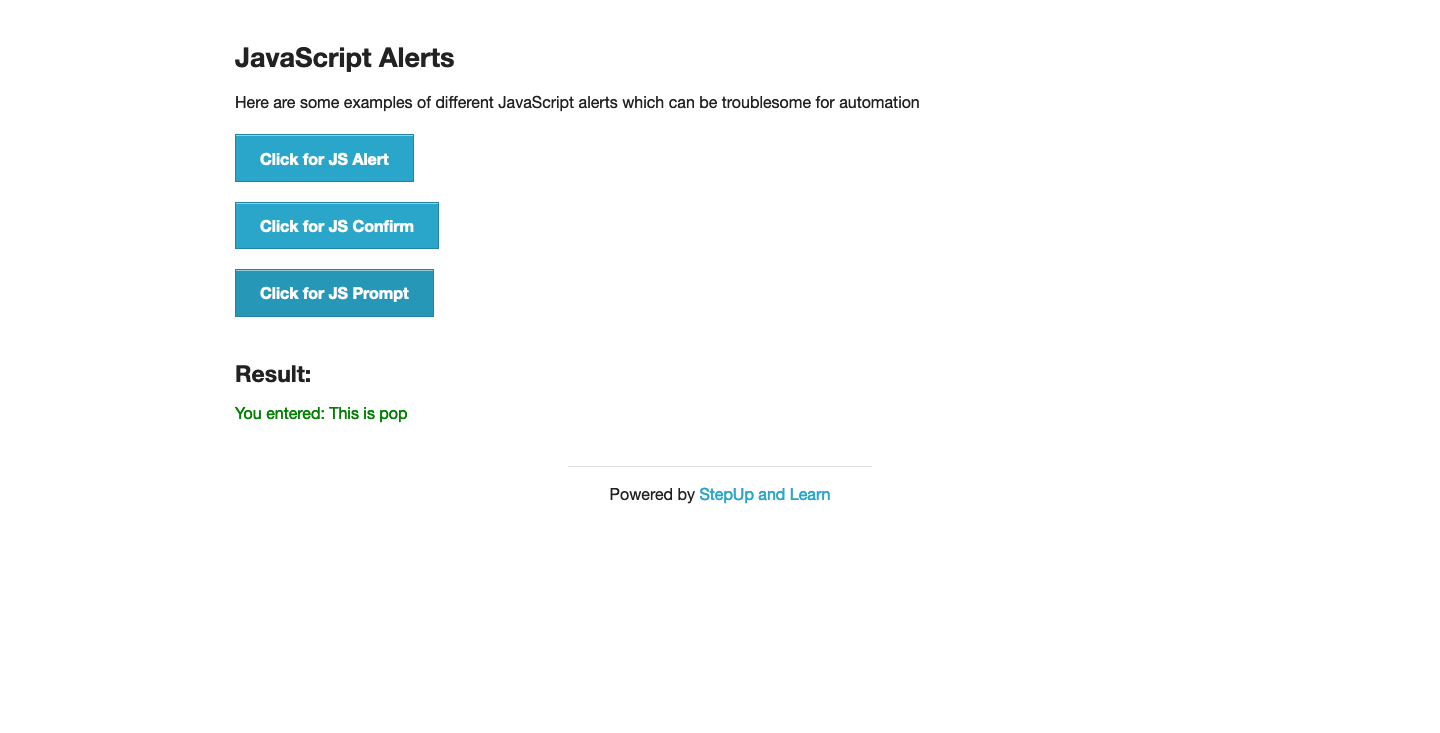 JavaScript Alerts
Here are some examples of different JavaScript alerts which can be troublesome for automation
Click for JS Alert
Click for JS Confirm
Click for JS Prompt
Result:
You entered: This is pop
Powered by StepUp and Learn